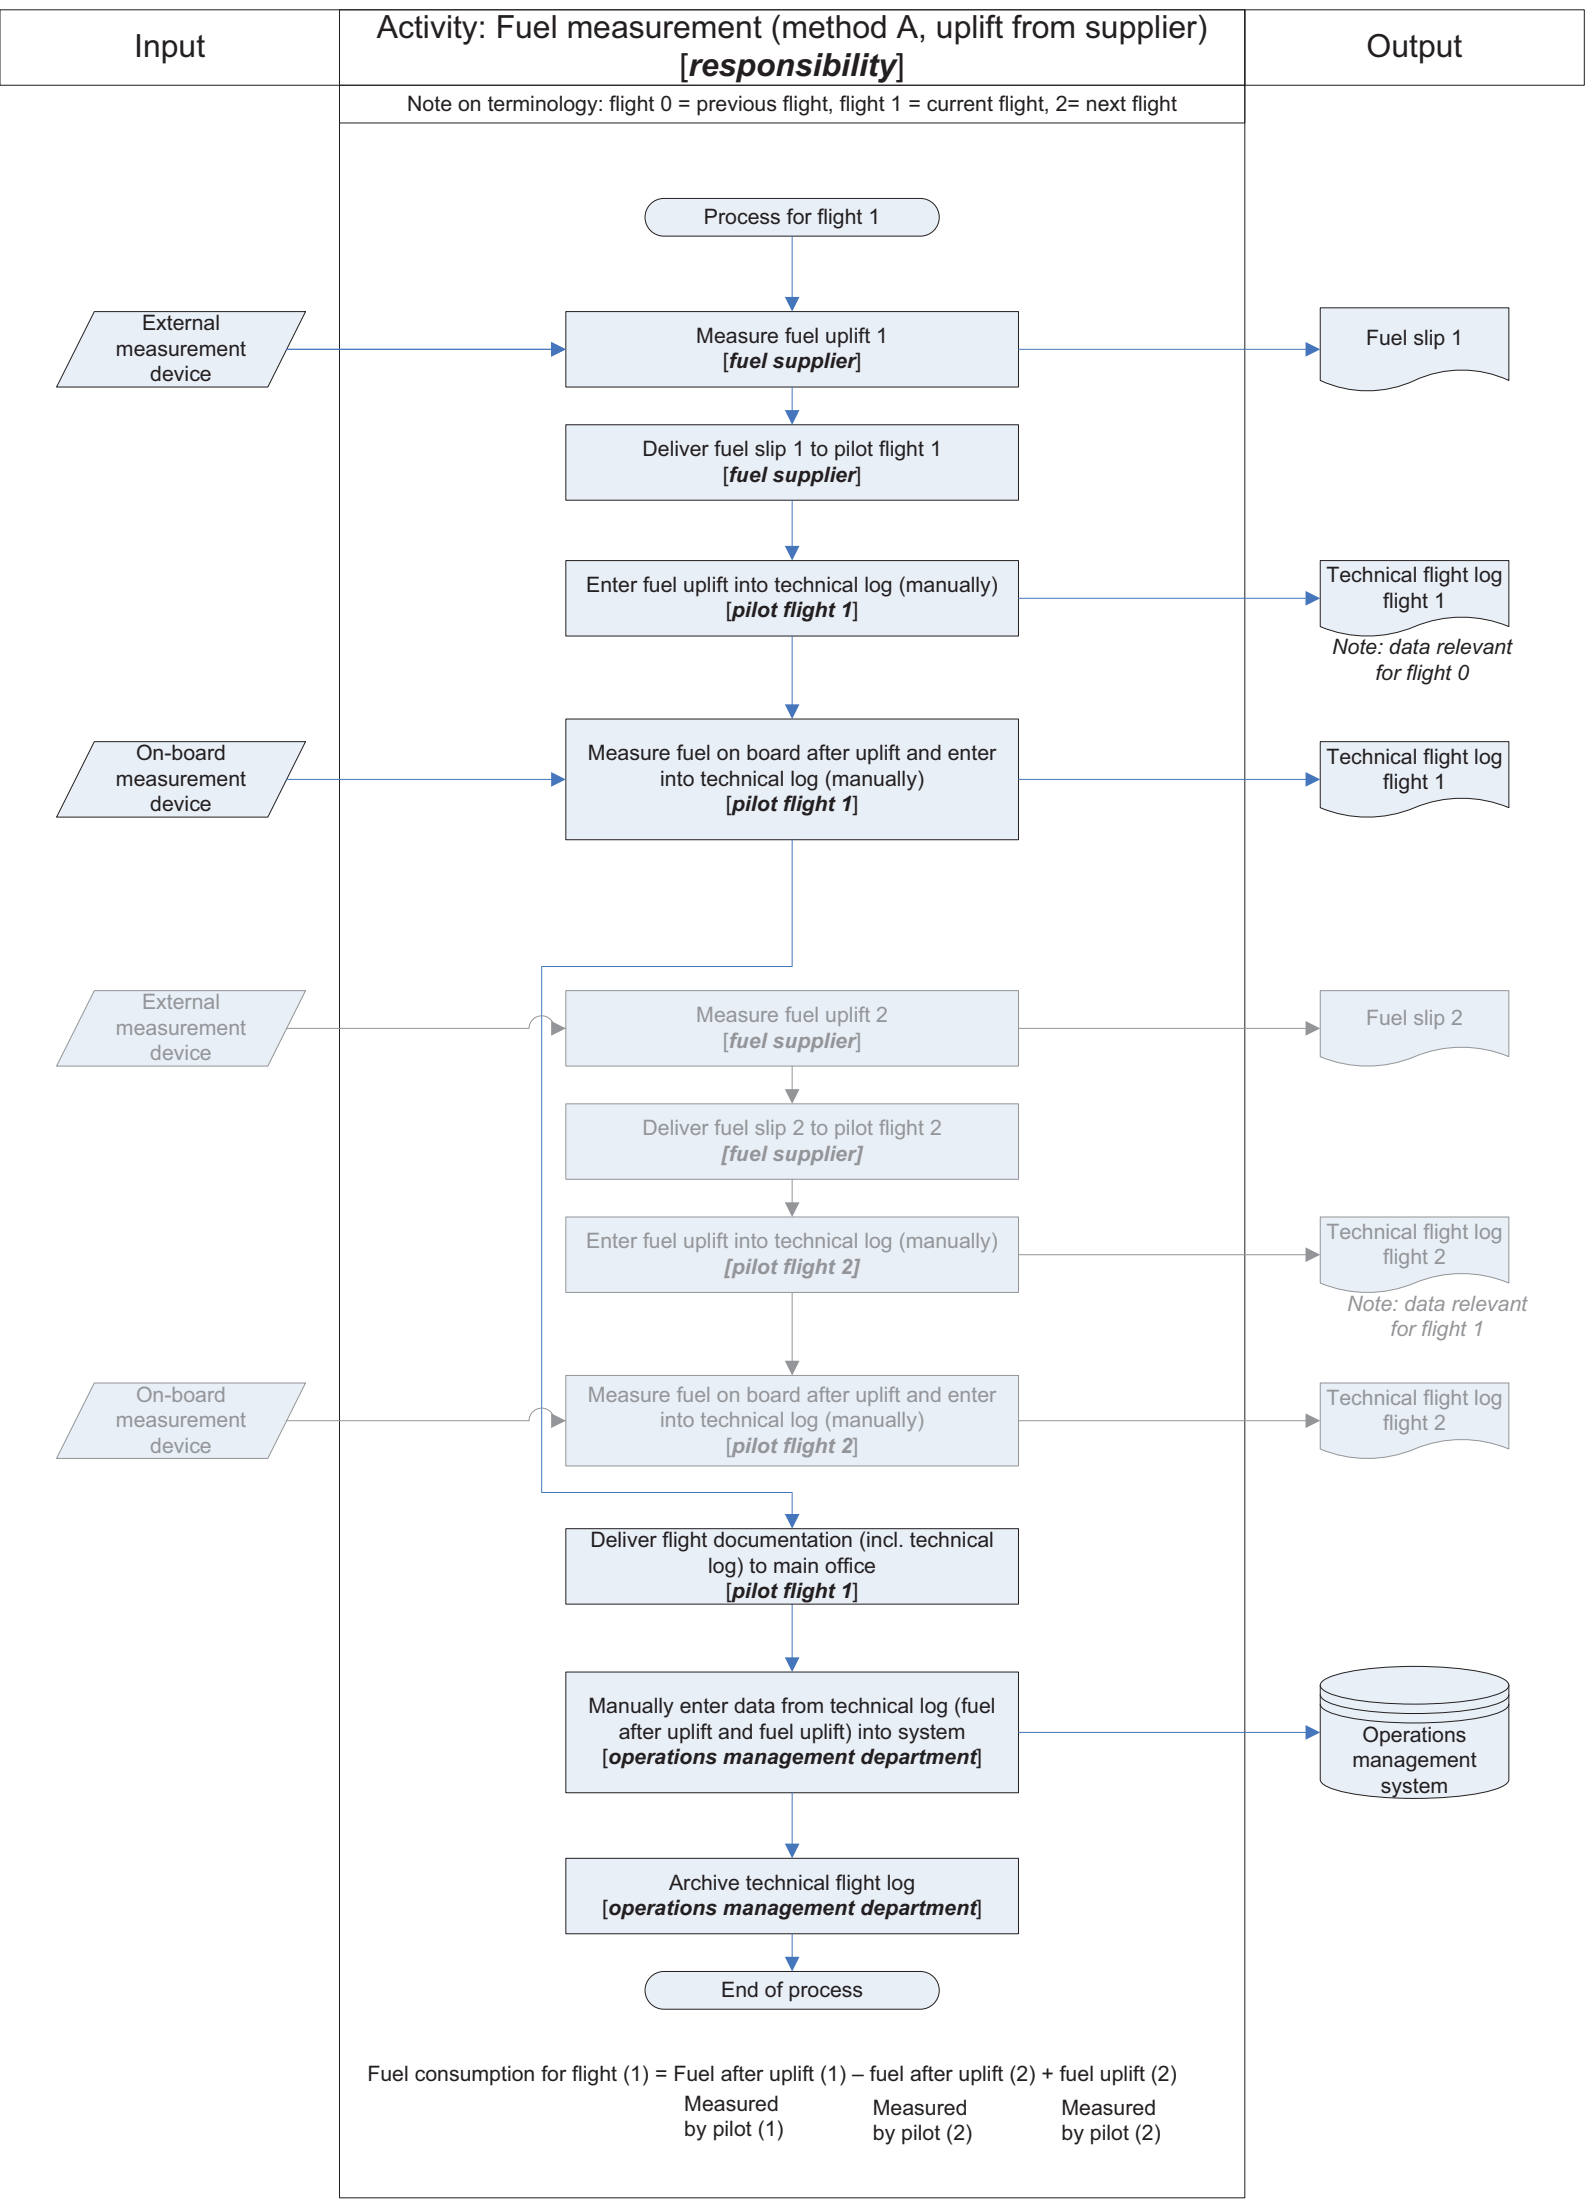 Input
Activity: Fuel measurement (method A, uplift from supplier)
[responsibility]
Output
Note on terminology: flight 0 = previous flight, flight 1 = current flight, 2= next flight
Process for flight 1
External
measurement
device
Measure fuel uplift 1
[fuel supplier]
Fuel slip 1
Deliver fuel slip 1 to pilot flight 1
[fuel supplier]
Enter fuel uplift into technical log (manually)
[pilot flight 1]
Technical flight log
flight 1
Note: data relevant
for flight 0
On-board
measurement
device
Measure fuel on board after uplift and enter
into technical log (manually)
[pilot flight 1]
Technical flight log
flight 1
External
measurement
device
Measure fuel uplift 2
[fuel supplier]
Fuel slip 2
Deliver fuel slip 2 to pilot flight 2
[fuel supplier]
Enter fuel uplift into technical log (manually)
[pilot flight 2]
Technical flight log
flight 2
Note: data relevant
for flight 1
On-board
measurement
device
Measure fuel on board after uplift and enter
into technical log (manually)
[pilot flight 2]
Technical flight log
flight 2
Deliver flight documentation (incl. technical
log) to main office
[pilot flight 1]
Manually enter data from technical log (fuel
after uplift and fuel uplift) into system
[operations management department]
Operations
management
system
Archive technical flight log
[operations management department]
End of process
Fuel consumption for flight (1) = Fuel after uplift (1) – fuel after uplift (2) + fuel uplift (2)
Measured
by pilot (1)
Measured
by pilot (2)
Measured
by pilot (2)